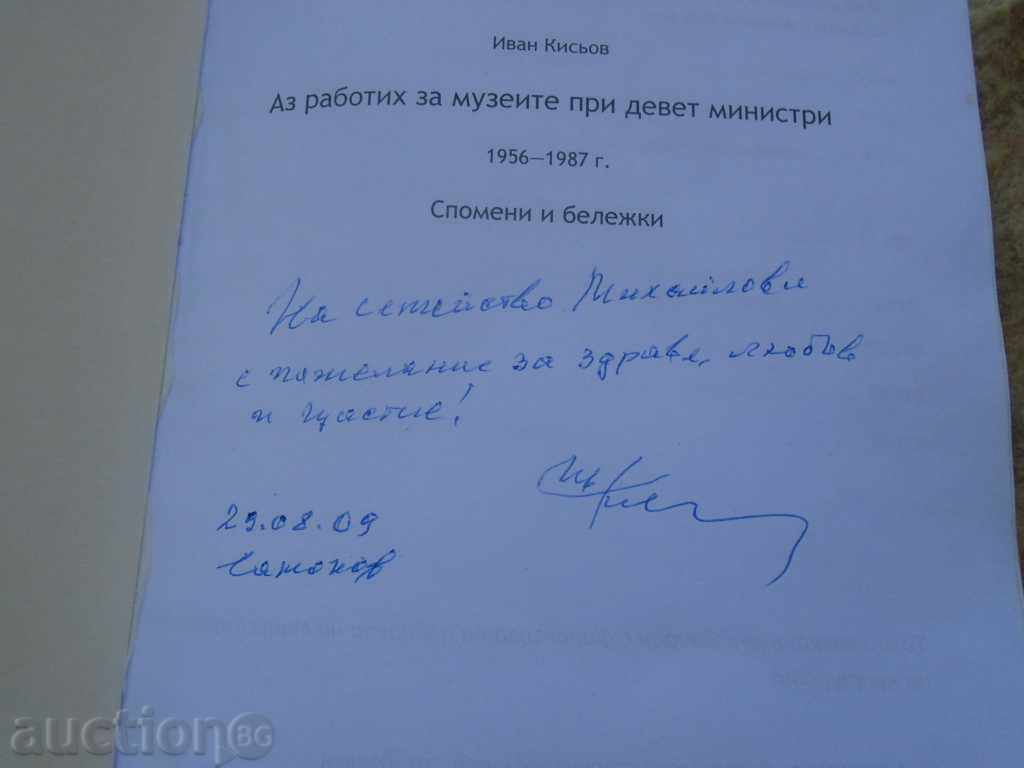 Иван Кисьов
Аз работих за музеите при девет министри
1956—1987 г.
Спомени и бележки
На семейство Михайлови
с пожелание за здраве, любов
и щастие!
29.08.09
Самоков
auction BG